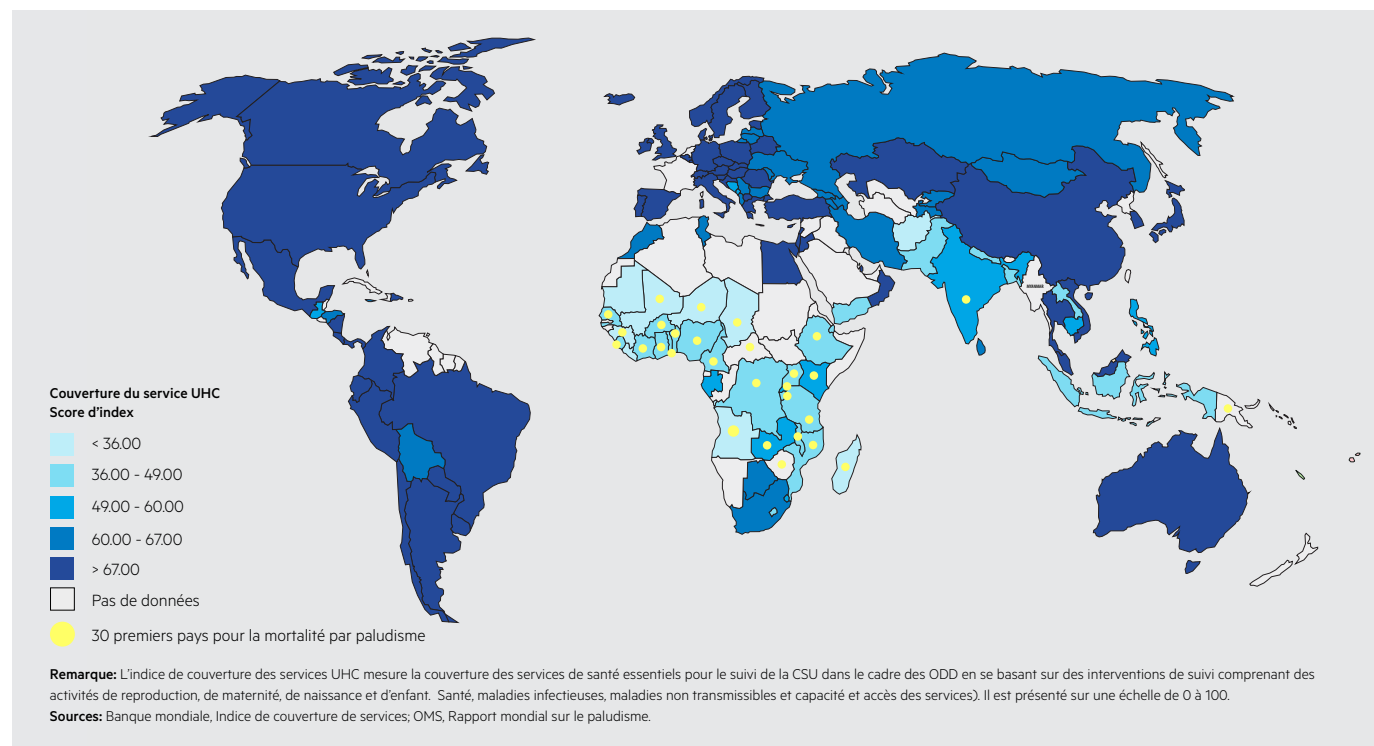 Couverture du service UHC
Score d'index
< 36.00
36.00 - 49.00
49.00 - 60.00
60.00 - 67.00
> 67.00
Pas de données
30 premiers pays pour la mortalité par paludisme
Remarque: L'indice de couverture des services UHC mesure la couverture des services de santé essentiels pour le suivi de la CSU dans le cadre des ODD en se basant sur des interventions de suivi comprenant des
activités de reproduction, de maternité, de naissance et d'enfant. Santé, maladies infectieuses, maladies non transmissibles et capacité et accès des services). Il est présenté sur une échelle de 0 à 100.
Sources: Banque mondiale, Indice de couverture de services; OMS, Rapport mondial sur le paludisme.